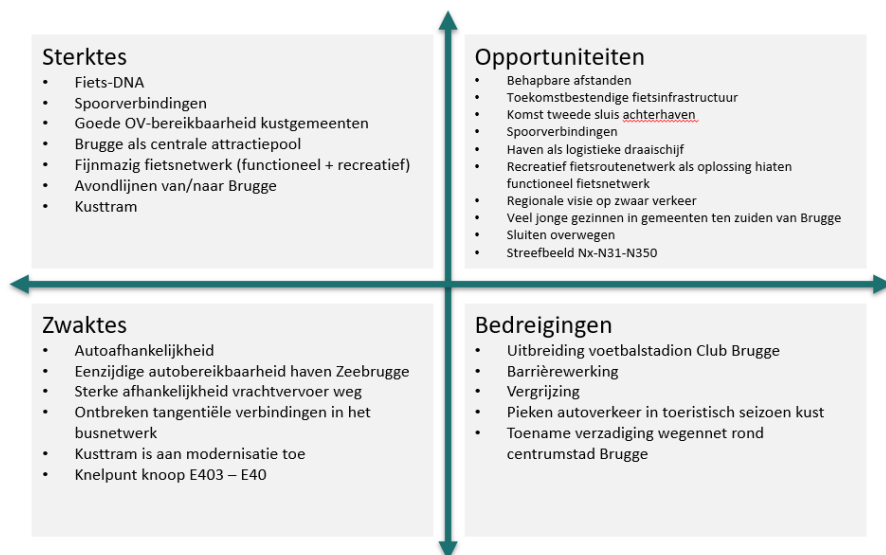 Sterktes
• Fiets-DNA
• Spoorverbindingen
• Goede OV-bereikbaarheid kustgemeenten
• Brugge als centrale attractiepool
• Fijnmazig fietsnetwerk (functioneel + recreatief)
• Avondlijnen van/naar Brugge
• Kusttram
Opportuniteiten
• Behapbare afstanden
• Toekomstbestendige fietsinfrastructuur
• Komst tweede sluis achterhaven
• Spoorverbindingen
• Haven als logistieke draaischijf
• Recreatief fietsroutenetwerk als oplossing hiaten
functioneel fietsnetwerk
• Regionale visie op zwaar verkeer
• Veel jonge gezinnen in gemeenten ten zuiden van Brugge
• Sluiten overwegen
• Streefbeeld Nx-N31-N350
Zwaktes
• Autoafhankelijkheid
• Eenzijdige autobereikbaarheid haven Zeebrugge
• Sterke afhankelijkheid vrachtvervoer weg
• Ontbreken tangentiële verbindingen in het
busnetwerk
• Kusttram is aan modernisatie toe
• Knelpunt knoop E403 – E40
Bedreigingen
• Uitbreiding voetbalstadion Club Brugge
• Barrièrewerking
• Vergrijzing
• Pieken autoverkeer in toeristisch seizoen kust
• Toename verzadiging wegennet rond
centrumstad Brugge